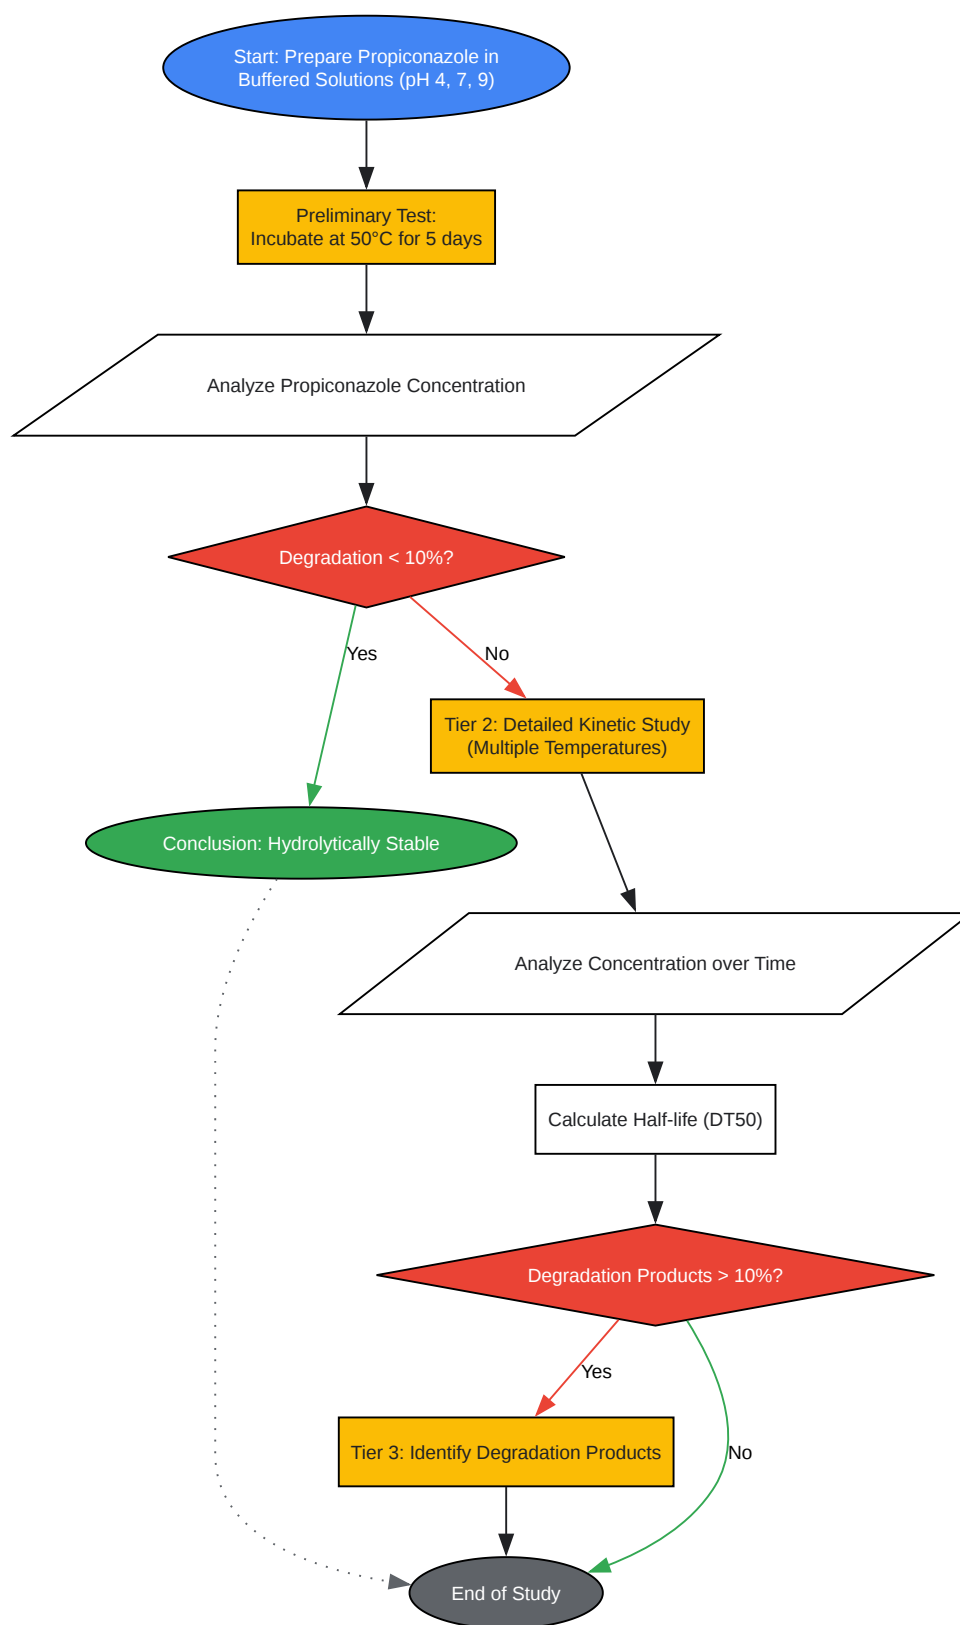 Start: Prepare Propiconazole in
Buffered Solutions (pH 4, 7, 9)
Preliminary Test:
Incubate at 50°C for 5 days
Analyze Propiconazole Concentration
Degradation < 10%?
Yes
No
Tier 2: Detailed Kinetic Study
(Multiple Temperatures)
Conclusion: Hydrolytically Stable
Analyze Concentration over Time
Calculate Half-life (DT50)
Degradation Products > 10%?
Yes
No
Tier 3: Identify Degradation Products
End of Study